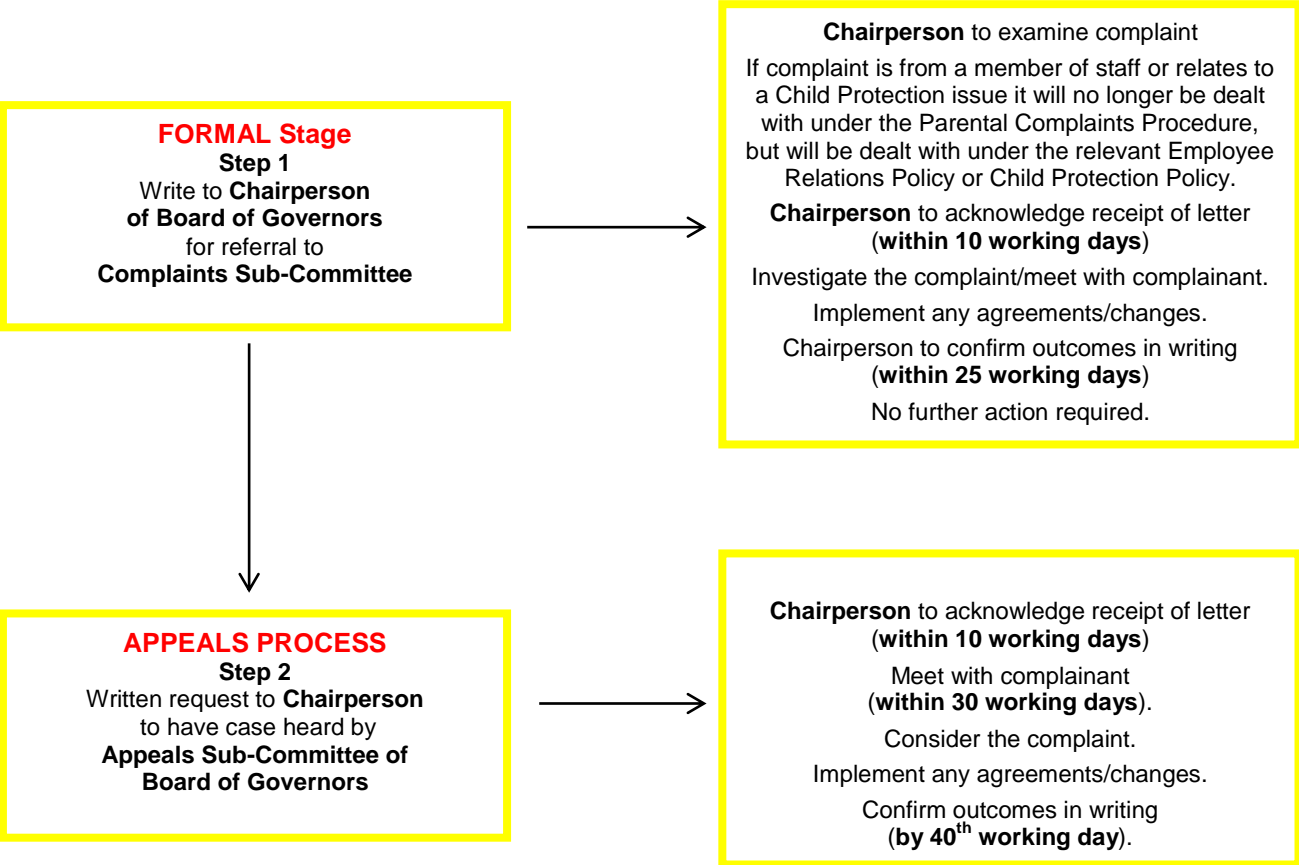 FORMAL Stage
Step 1
Write to Chairperson
of Board of Governors
for referral to
Complaints Sub-Committee
Chairperson to examine complaint
If complaint is from a member of staff or relates to
a Child Protection issue it will no longer be dealt
with under the Parental Complaints Procedure,
but will be dealt with under the relevant Employee
Relations Policy or Child Protection Policy.
Chairperson to acknowledge receipt of letter
(within 10 working days)
Investigate the complaint/meet with complainant.
Implement any agreements/changes.
Chairperson to confirm outcomes in writing
(within 25 working days)
No further action required.
APPEALS PROCESS
Step 2
Written request to Chairperson
to have case heard by
Appeals Sub-Committee of
Board of Governors
Chairperson to acknowledge receipt of letter
(within 10 working days)
Meet with complainant
(within 30 working days).
Consider the complaint.
Implement any agreements/changes.
Confirm outcomes in writing
(by 40th working day).